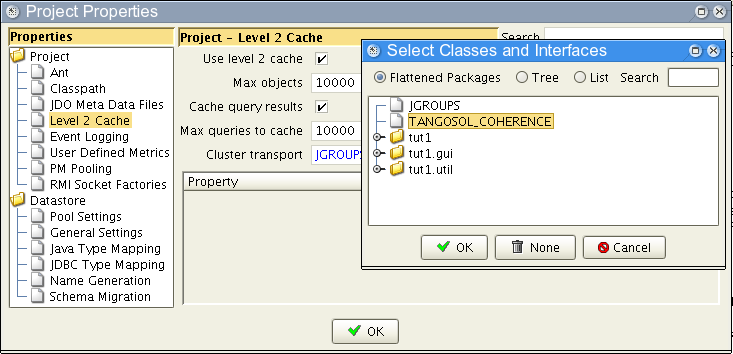 Project Properties
Properties
Project
Ant
Classpath
JDO Meta Data Files
Level 2 Cache
Event Logging
User Defined Metrics
PM Pooling
RMI Socket Factories
Datastore
Pool Settings
General Settings
Java Type Mapping
JDBC Type Mapping
Name Generation
Schema Migration
Project - Level 2 Cache
Search
Use level 2 cache
Max objects 10000
Cache query results
Max queries to cache 10000
Cluster transport JGROUPS
Property
Select Classes and Interfaces
Flattened Packages Tree List Search
JGROUPS
TANGOSOL_COHERENCE
tut1
tut1.gui
tut1.util
OK None Cancel
OK